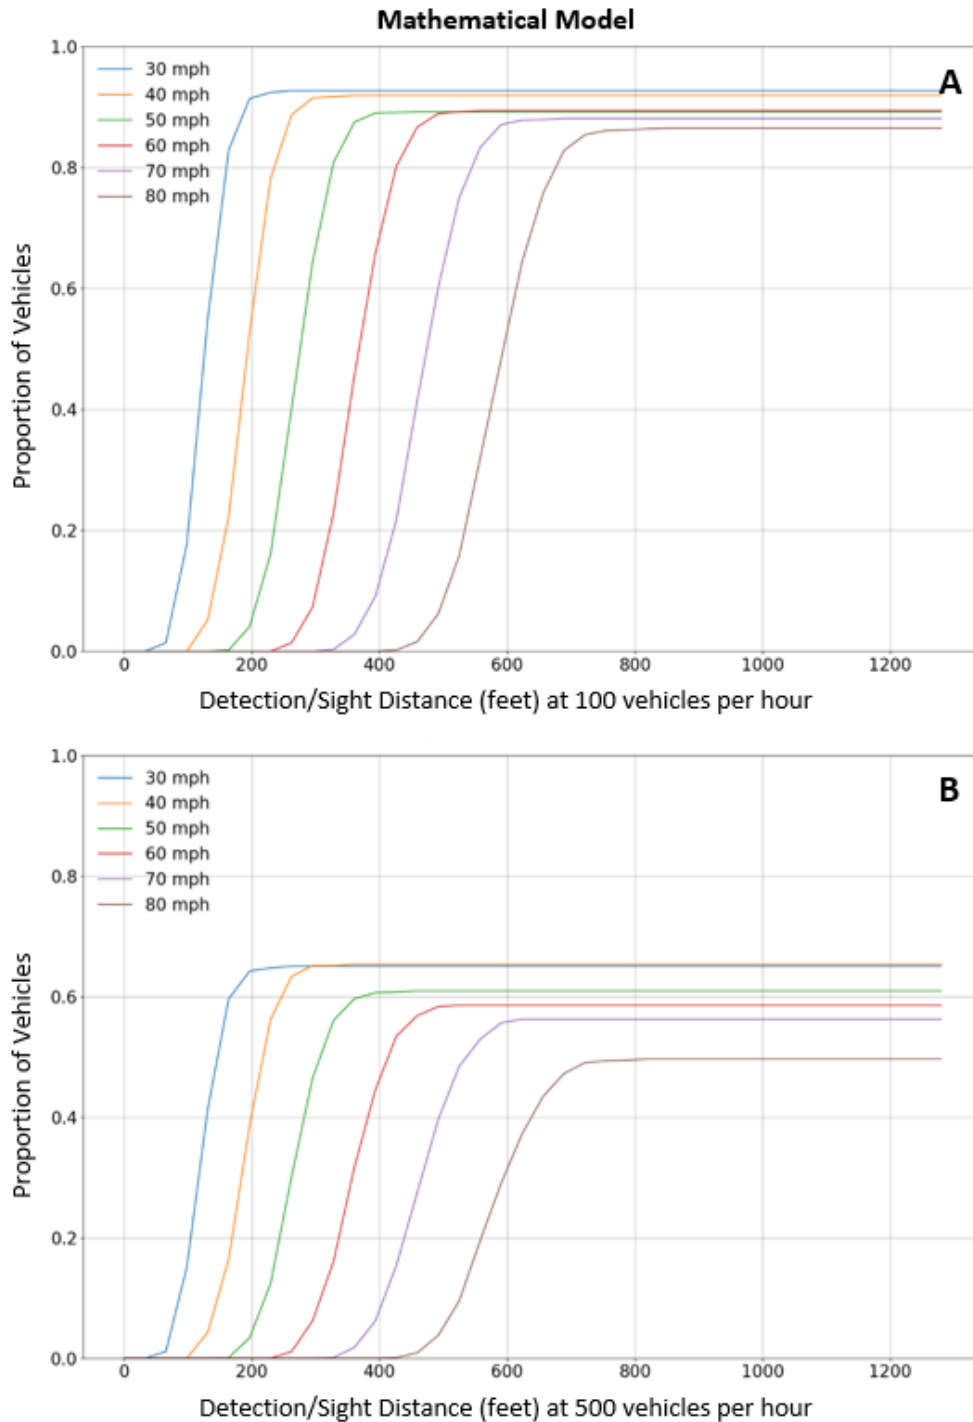 Mathematical Model
A
1.0
30 mph
40 mph
50 mph
60 mph
70 mph
80 mph
0.8
0.6
0.4
0.2
0.0
Proportion of Vehicles
0 200 400 600 800 1000 1200
Detection/Sight Distance (feet) at 100 vehicles per hour
B
1.0
30 mph
40 mph
50 mph
60 mph
70 mph
80 mph
0.8
0.6
0.4
0.2
0.0
Proportion of Vehicles
0 200 400 600 800 1000 1200
Detection/Sight Distance (feet) at 500 vehicles per hour